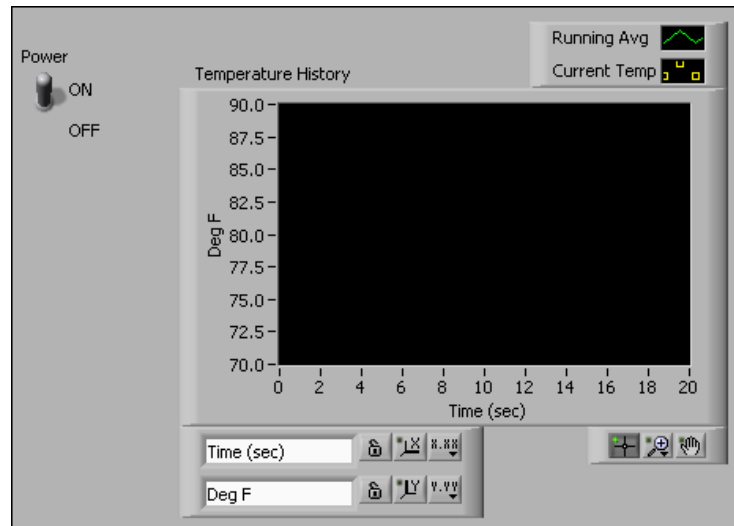 Running Avg
Power
Current Temp
Temperature History
ON
OFF
90.0
87.5
85.0
82.5
80.0
77.5
75.0
72.5
70.0
Deg F
0 2 4 6 8 10 12 14 16 18 20
Time (sec)
Time (sec) X X.XX
Deg F Y Y.YY